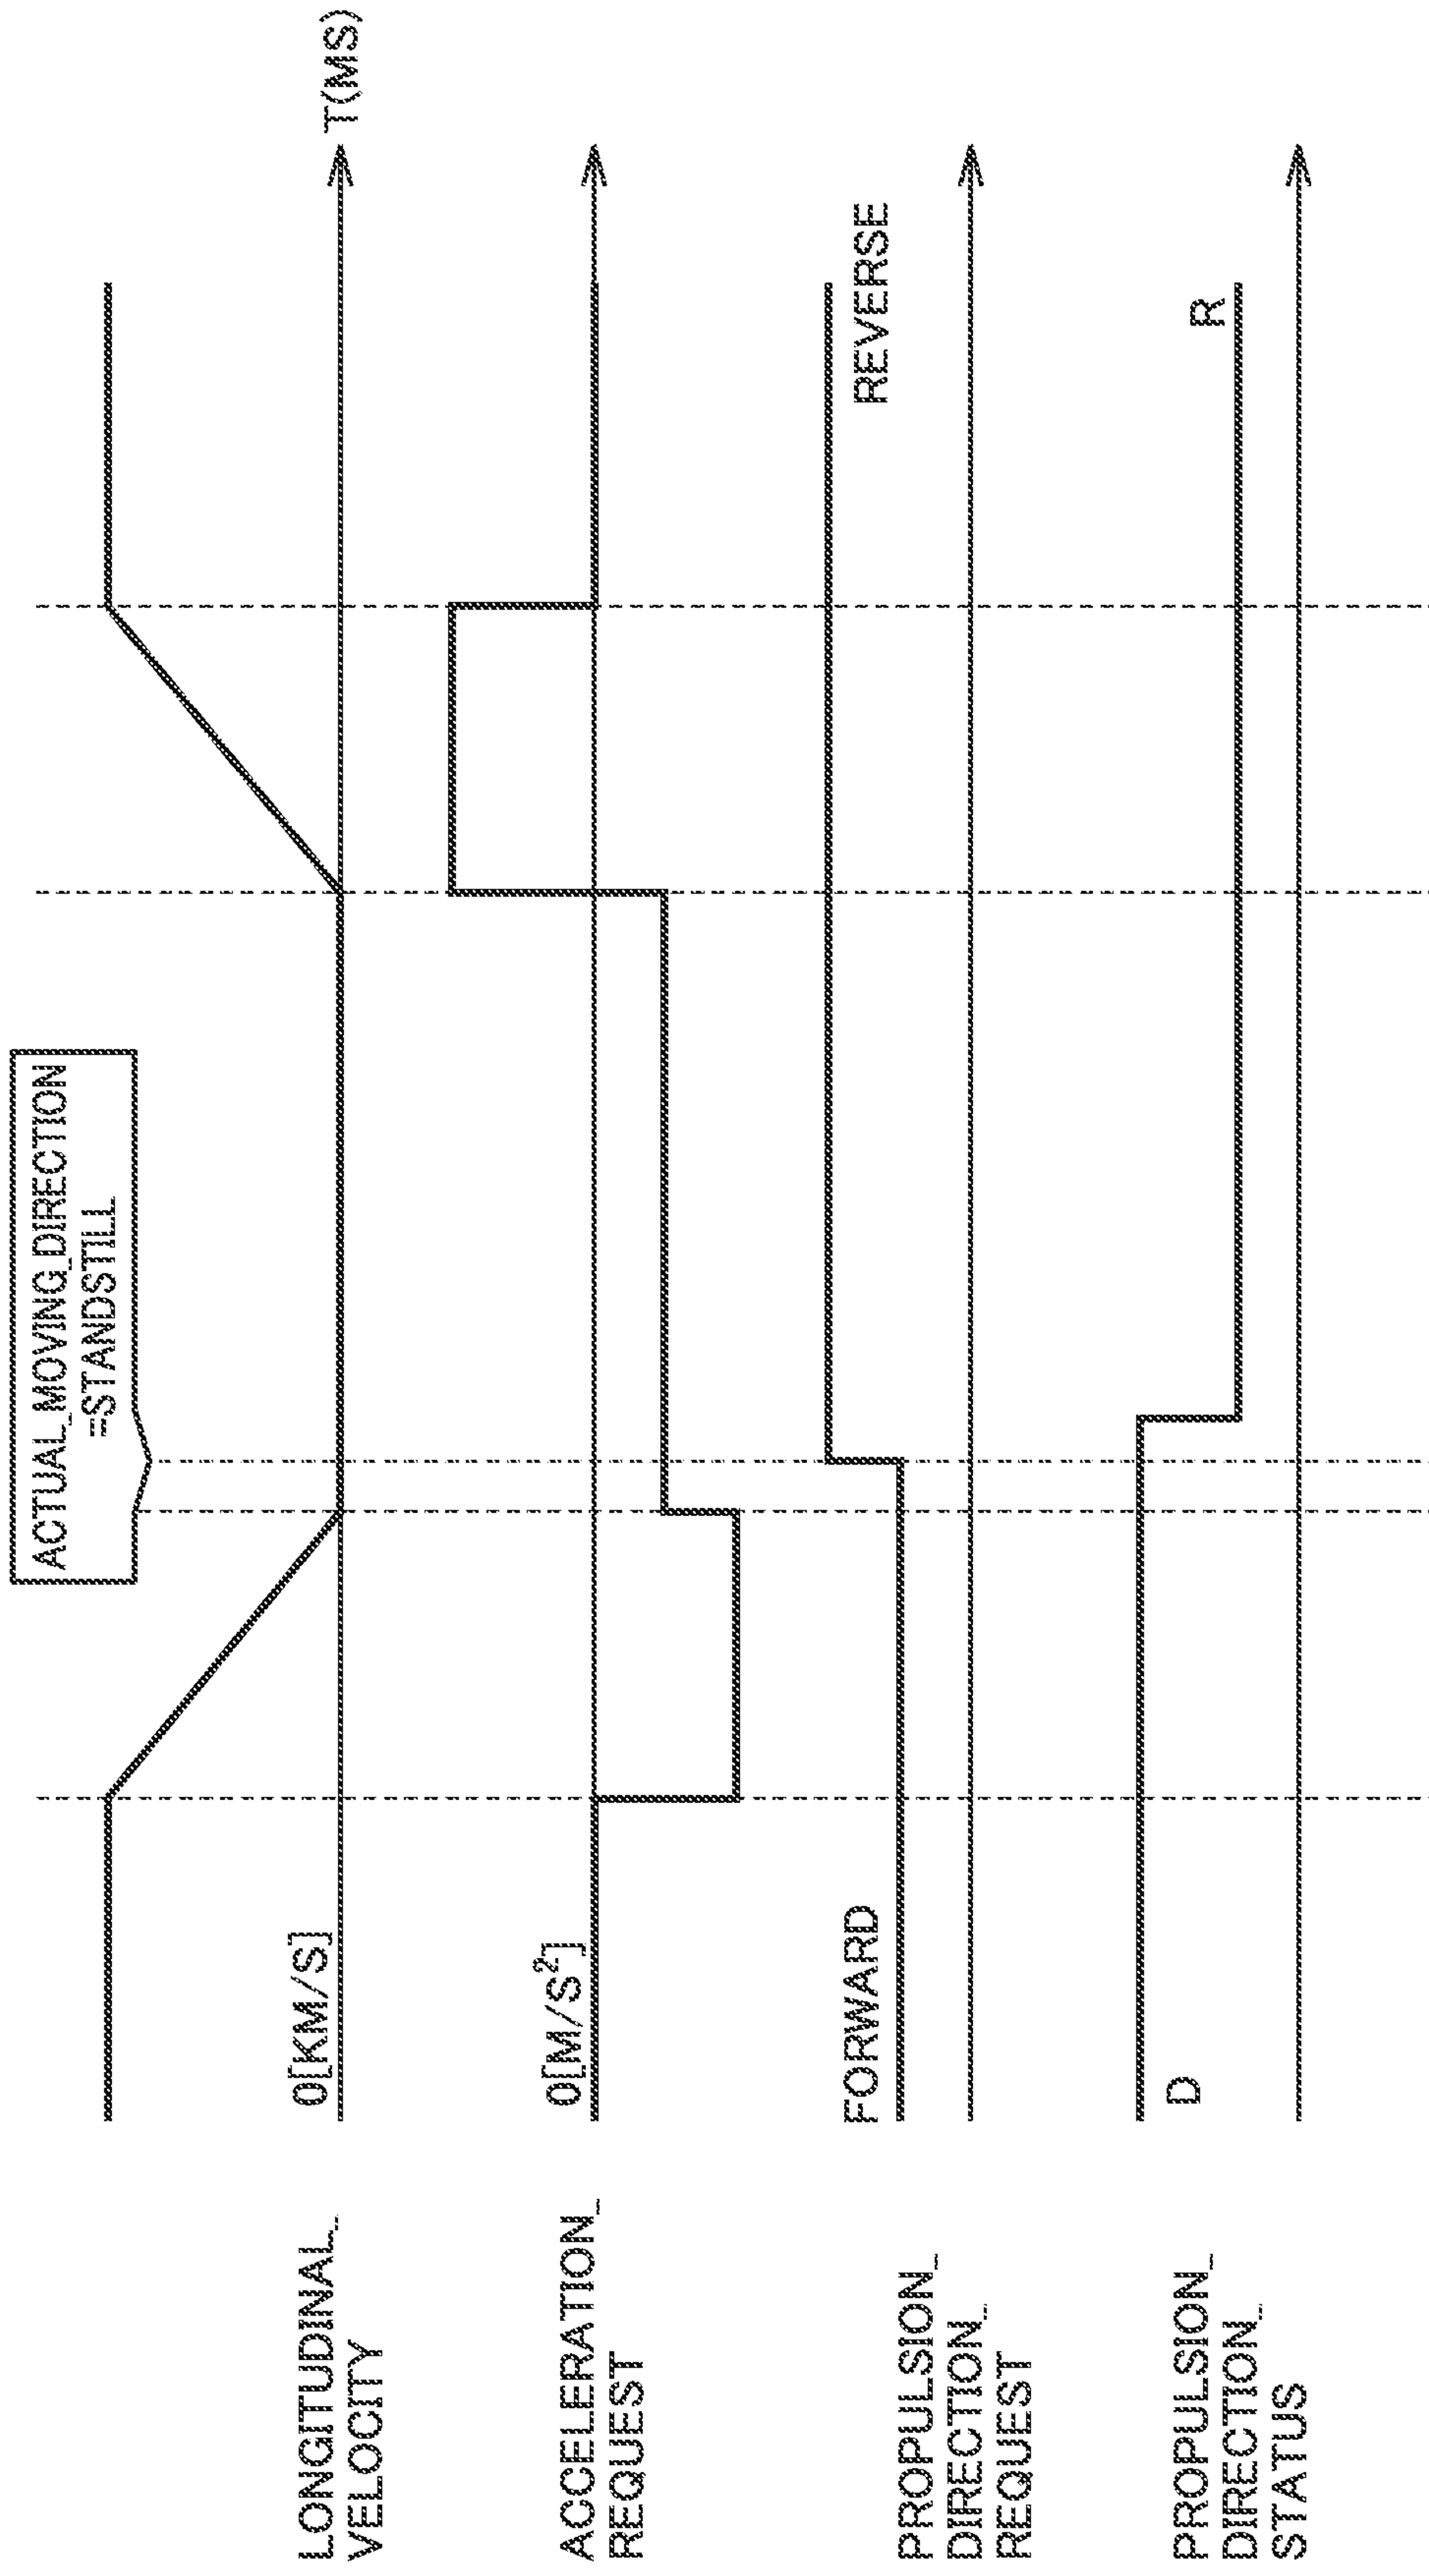 ACTUAL_MOVING_DIRECTION
=STANDSTILL
T(MS)
LONGITUDINAL_
VELOCITY
0[KM/S]
ACCELERATION_
REQUEST
0[M/S²]
PROPULSION_
DIRECTION_
REQUEST
FORWARD
REVERSE
PROPULSION_
DIRECTION_
STATUS
D
R